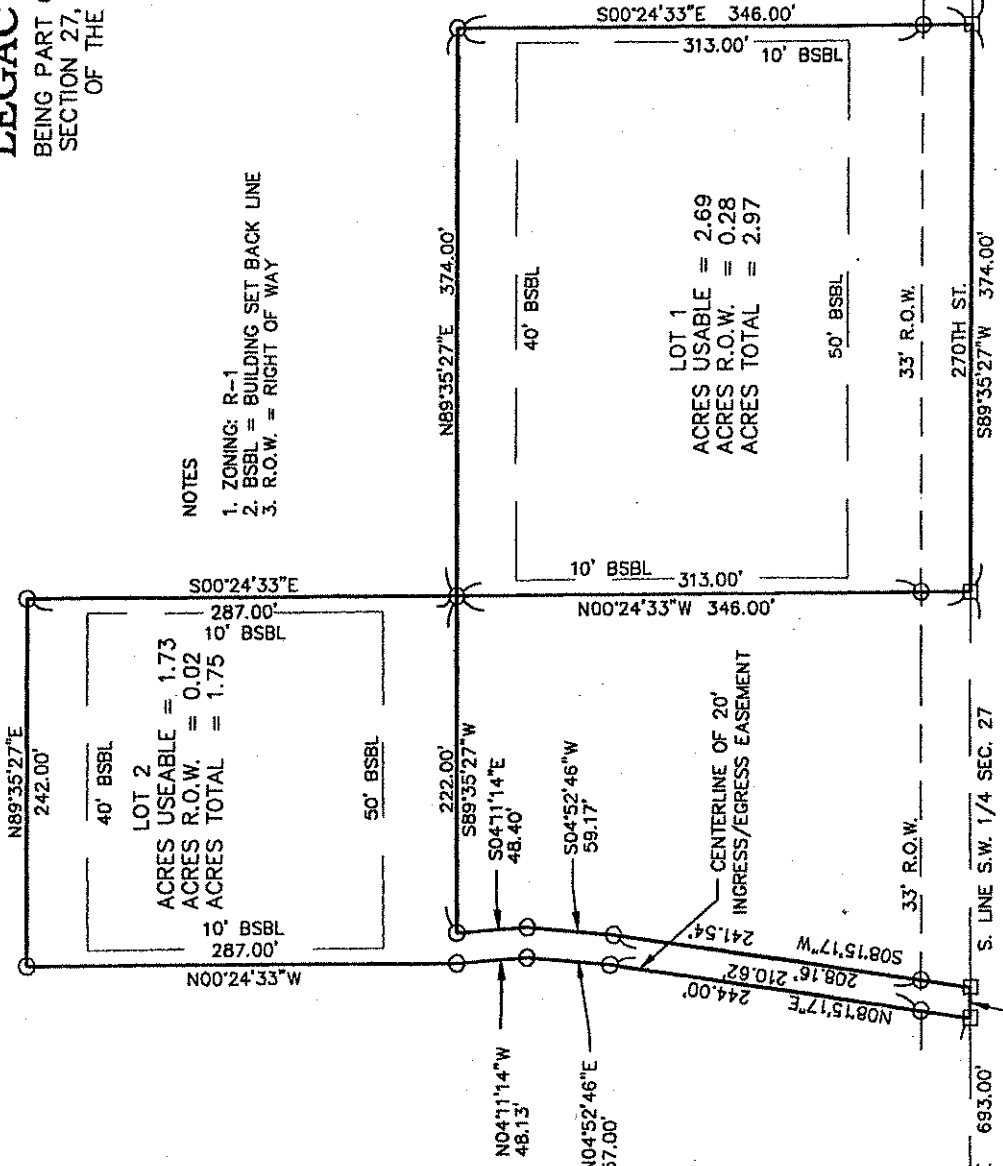 LEGAC
BEING PART
SECTION 27,
OF THE
NOTES
1. ZONING: R-1
2. BSBL = BUILDING SET BACK LINE
3. R.O.W. = RIGHT OF WAY
S00°24'33"E 346.00'
313.00'
10' BSBL
N89°35'27"E 374.00'
40' BSBL
LOT 1
ACRES USABLE = 2.69
ACRES R.O.W. = 0.28
ACRES TOTAL = 2.97
50' BSBL
33' R.O.W.
270TH ST.
S89°35'27"W 374.00'
10' BSBL
313.00'
N00°24'33"W 346.00'
N89°35'27"E
242.00'
S00°24'33"E
287.00'
10' BSBL
40' BSBL
LOT 2
ACRES USEABLE = 1.73
ACRES R.O.W. = 0.02
ACRES TOTAL = 1.75
50' BSBL
10' BSBL
287.00'
N00°24'33"W
222.00'
S89°35'27"W
S04°11'14"E
48.40'
S04°52'46"W
59.17'
CENTERLINE OF 20'
INGRESS/EGRESS EASEMENT
241.54'
S08°15'17"W
208.16'
210.62'
244.00'
N08°15'17"E
N04°11'14"W
48.13'
N04°52'46"E
57.00'
33' R.O.W.
S. LINE S.W. 1/4 SEC. 27
693.00'